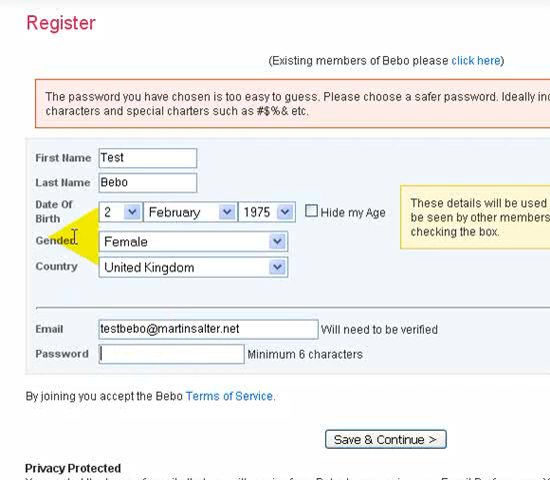 Register
(Existing members of Bebo please click here)
The password you have chosen is too easy to guess. Please choose a safer password. Ideally
characters and special charters such as #$%& etc.
First Name Test
Last Name Bebo
Date Of
Birth
2 February 1975 Hide my Age
These details will be used
be seen by other members
checking the box.
Gender Female
Country United Kingdom
Email testbebo@martinsalter.net Will need to be verified
Password Minimum 6 characters
By joining you accept the Bebo Terms of Service.
Save & Continue >
Privacy Protected